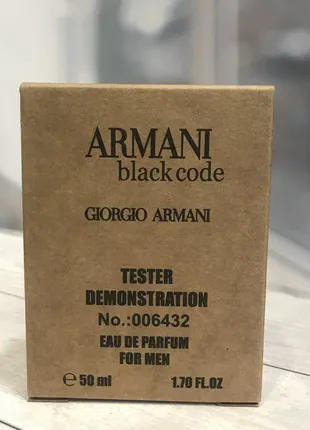 ARMANI
black code
GIORGIO ARMANI
TESTER
DEMONSTRATION
No.:006432
EAU DE PARFUM
FOR MEN
℮ 50 ml 1.70 FL.OZ